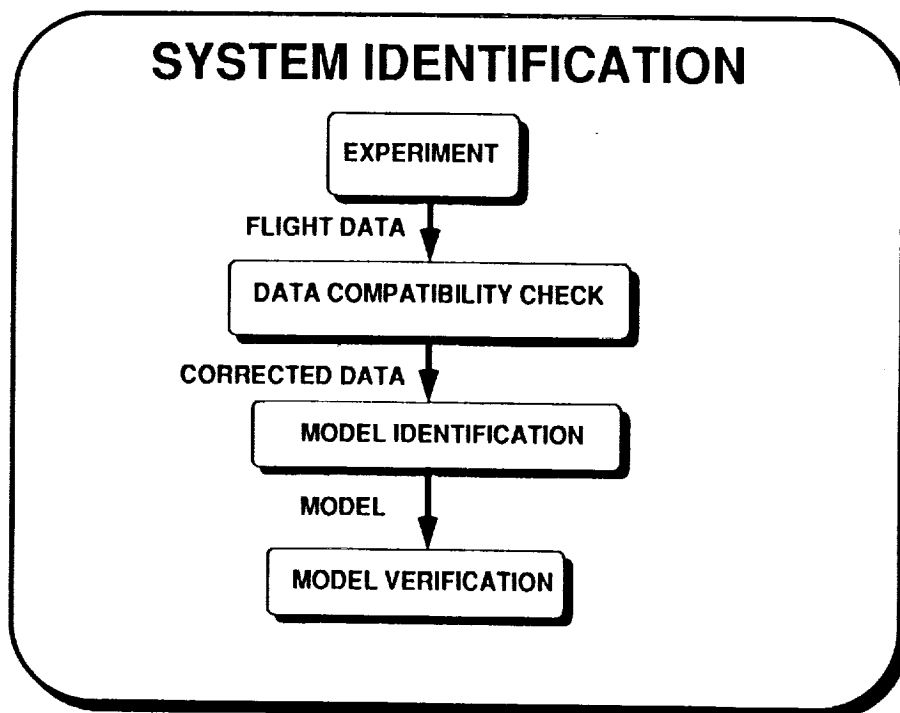 SYSTEM IDENTIFICATION
EXPERIMENT
FLIGHT DATA
DATA COMPATIBILITY CHECK
CORRECTED DATA
MODEL IDENTIFICATION
MODEL
MODEL VERIFICATION